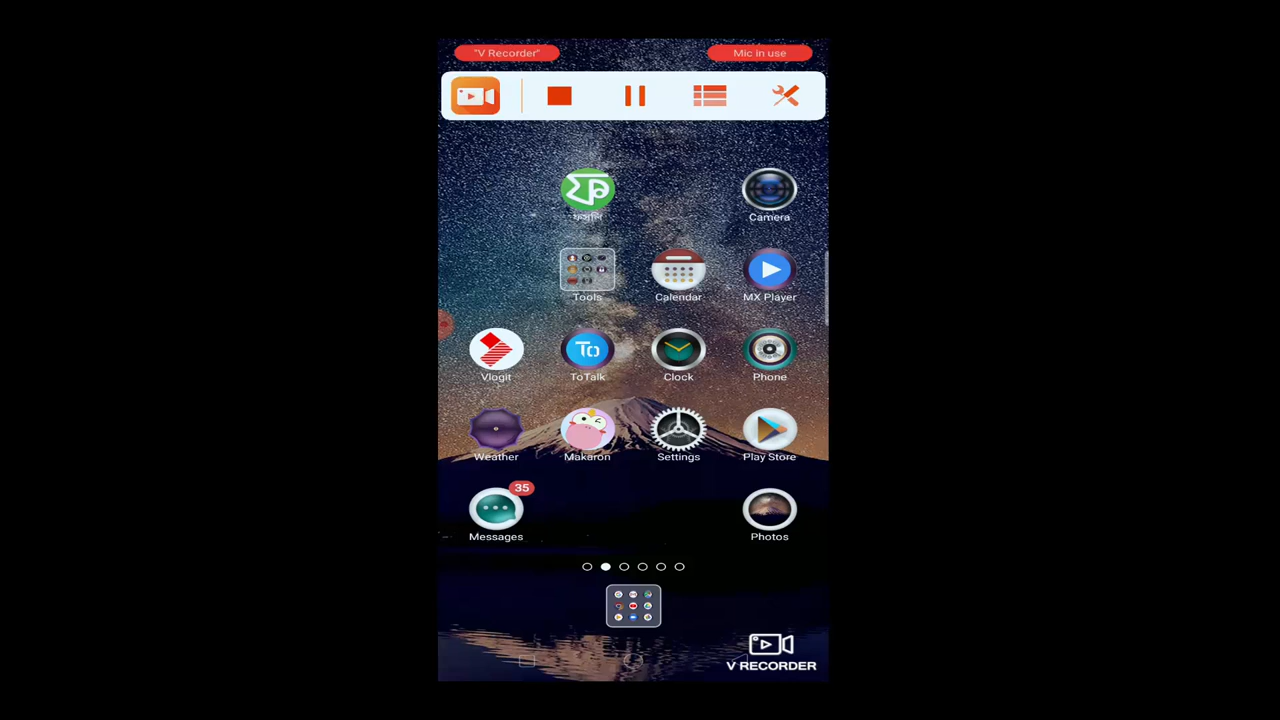 "V Recorder"
Mic in use
Camera
Tools
Calendar
MX Player
Vlogit
To
ToTalk
Clock
Phone
Weather
Makaron
Settings
Play Store
35
Messages
Photos
V RECORDER